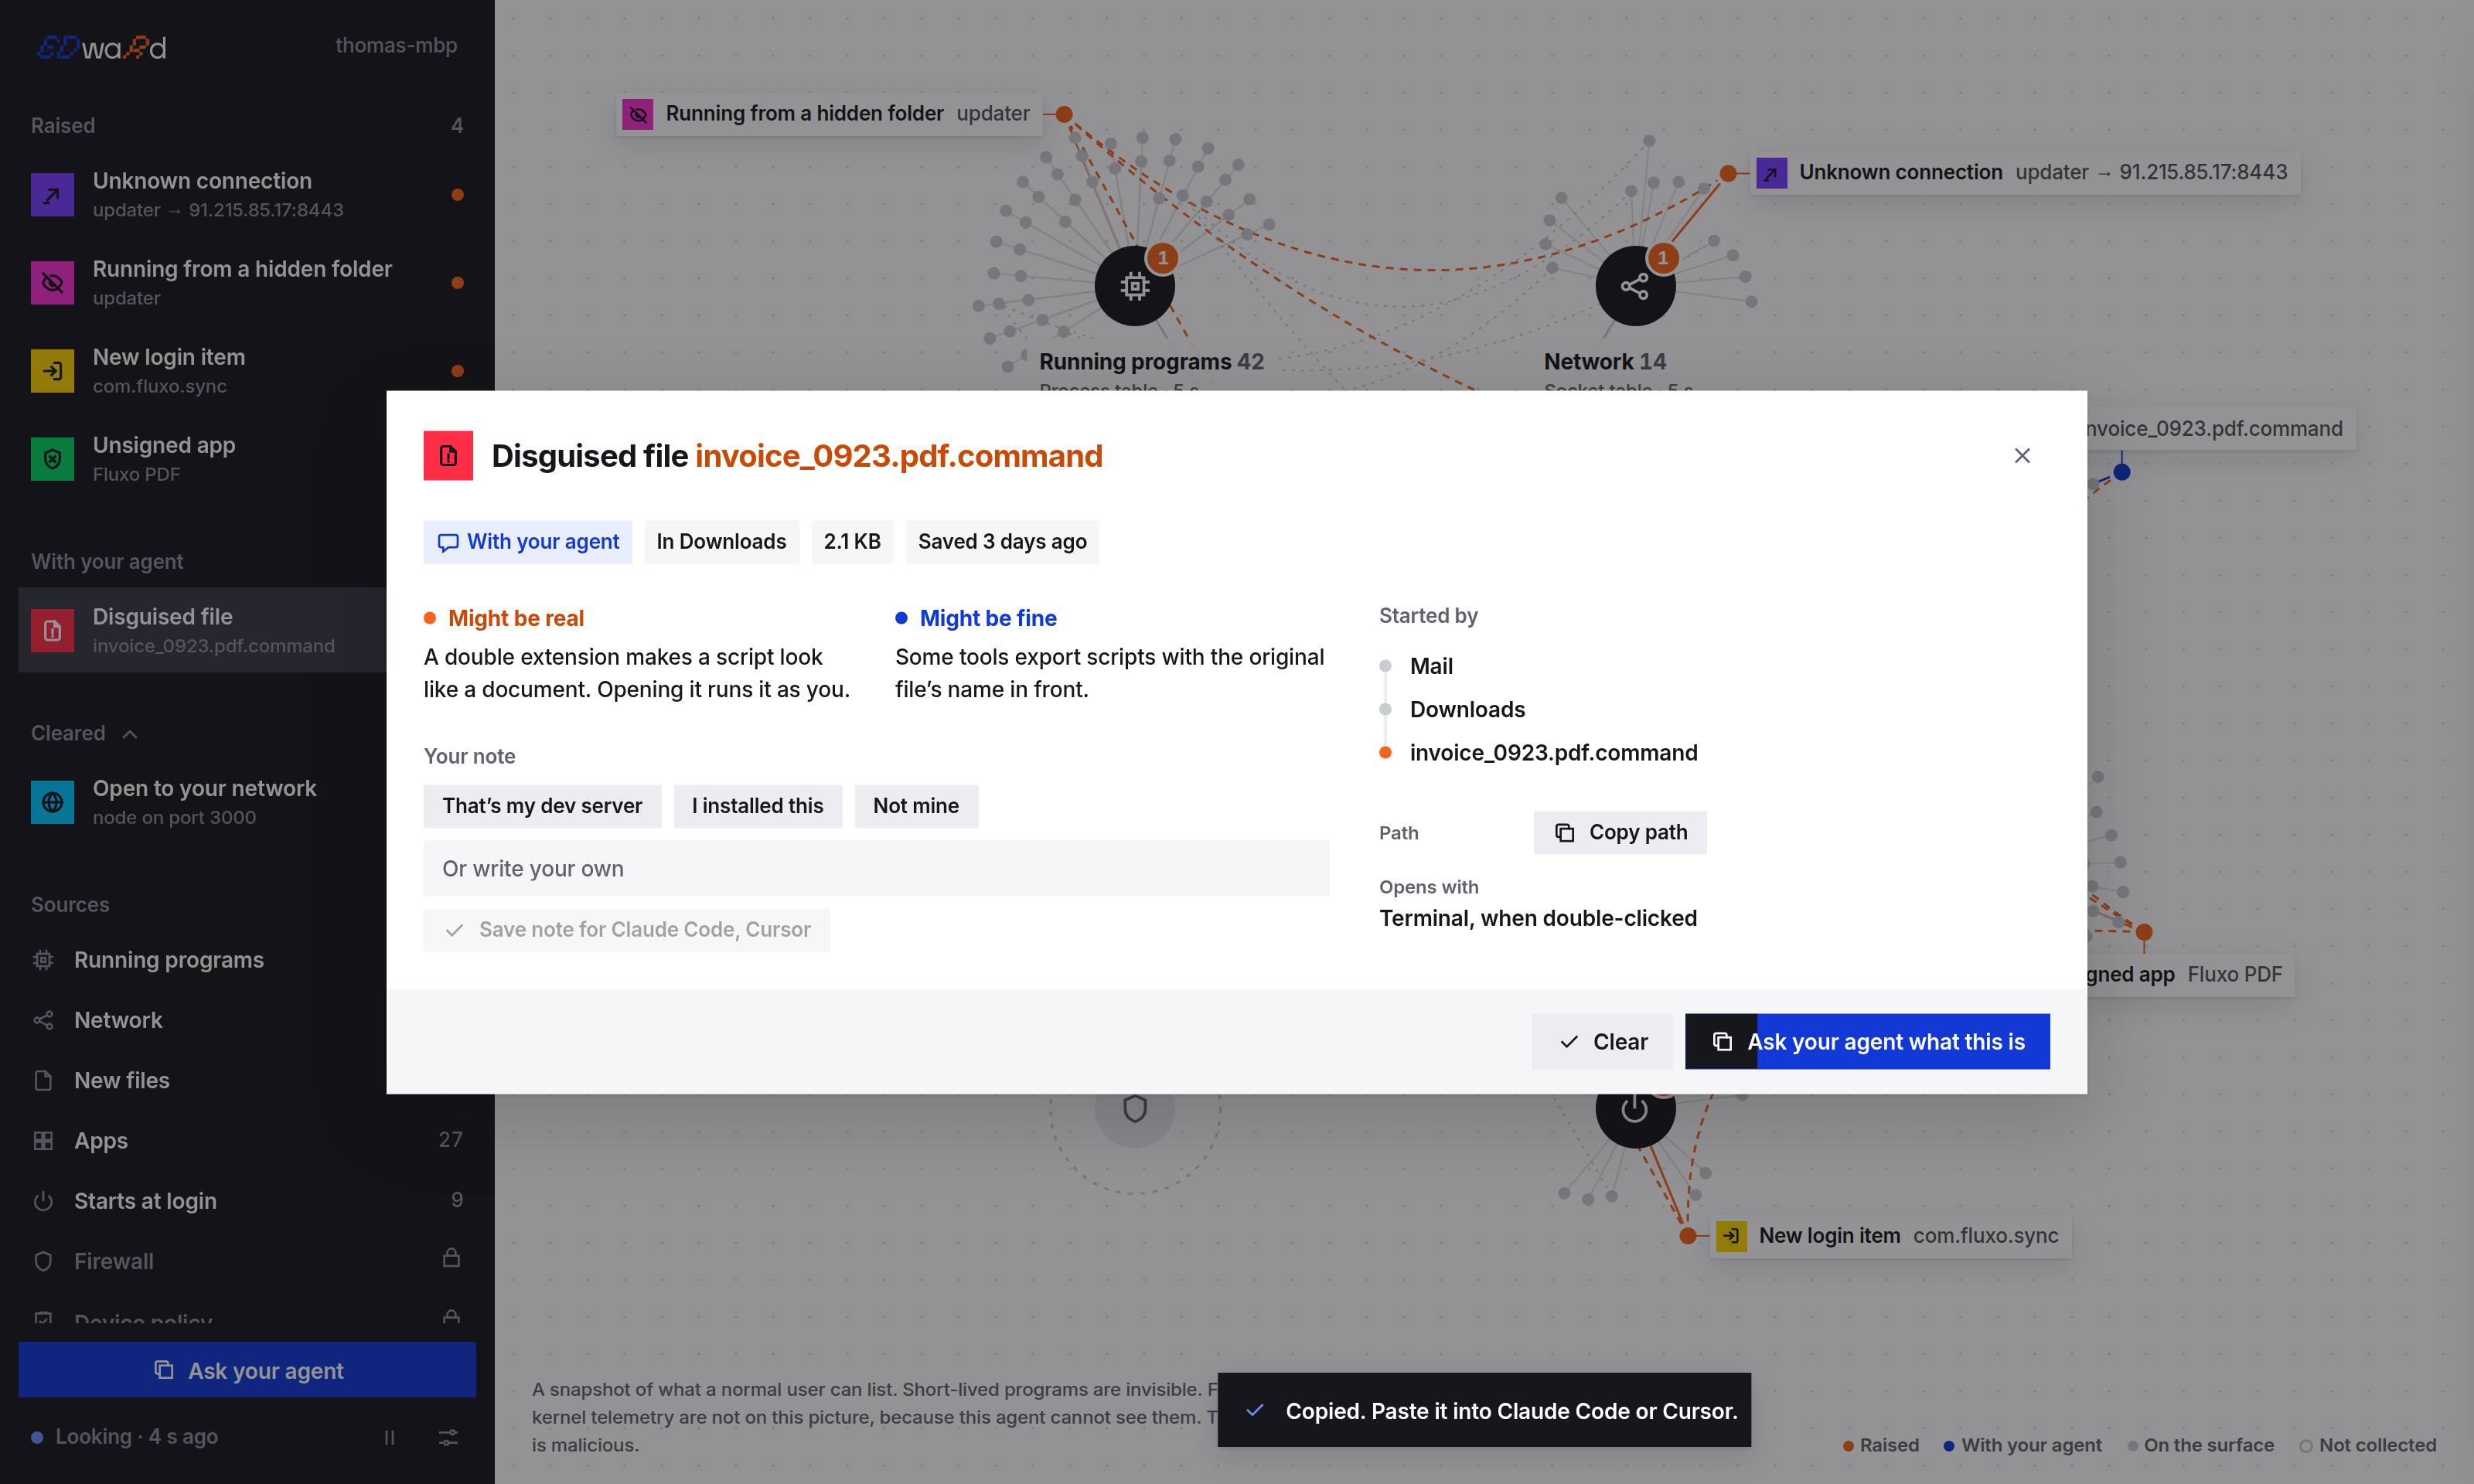 EDwaRd
thomas-mbp
Raised 4
Unknown connection
updater → 91.215.85.17:8443
Running from a hidden folder
updater
New login item
com.fluxo.sync
Unsigned app
Fluxo PDF
With your agent
Disguised file
invoice_0923.pdf.command
Cleared
Open to your network
node on port 3000
Sources
Running programs
Network
New files
Apps 27
Starts at login 9
Firewall
Device policy
Ask your agent
Looking · 4 s ago
Running from a hidden folder updater
Unknown connection updater → 91.215.85.17:8443
1
1
Running programs 42
Process table · 5 s
Network 14
Socket table · 5 s
nvoice_0923.pdf.command
Disguised file invoice_0923.pdf.command
With your agent
In Downloads
2.1 KB
Saved 3 days ago
Might be real
A double extension makes a script look
like a document. Opening it runs it as you.
Might be fine
Some tools export scripts with the original
file’s name in front.
Your note
That’s my dev server
I installed this
Not mine
Or write your own
Save note for Claude Code, Cursor
Started by
Mail
Downloads
invoice_0923.pdf.command
Path
Copy path
Opens with
Terminal, when double-clicked
Clear
Ask your agent what this is
gned app Fluxo PDF
New login item com.fluxo.sync
A snapshot of what a normal user can list. Short-lived programs are invisible. F
kernel telemetry are not on this picture, because this agent cannot see them. T
is malicious.
Copied. Paste it into Claude Code or Cursor.
Raised
With your agent
On the surface
Not collected